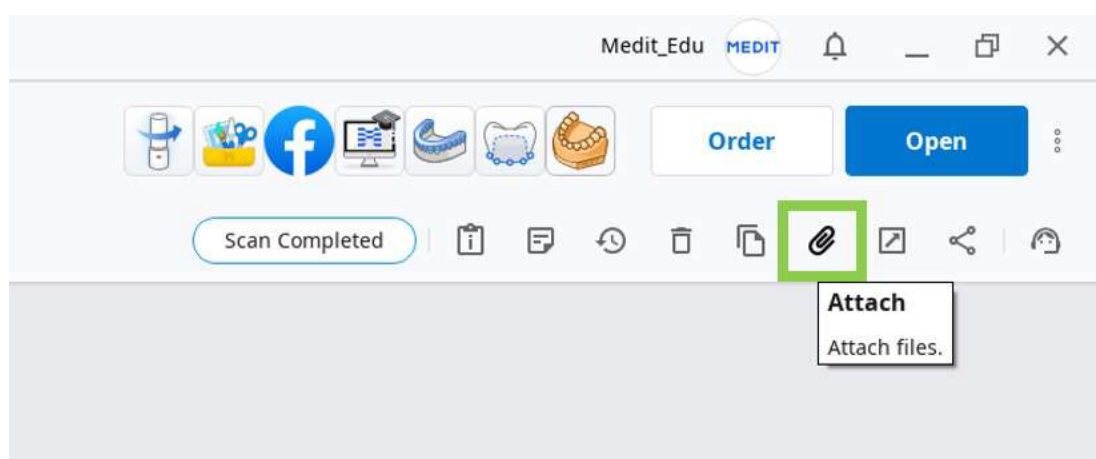 Medit_Edu MEDIT
Order Open
Scan Completed
Attach
Attach files.